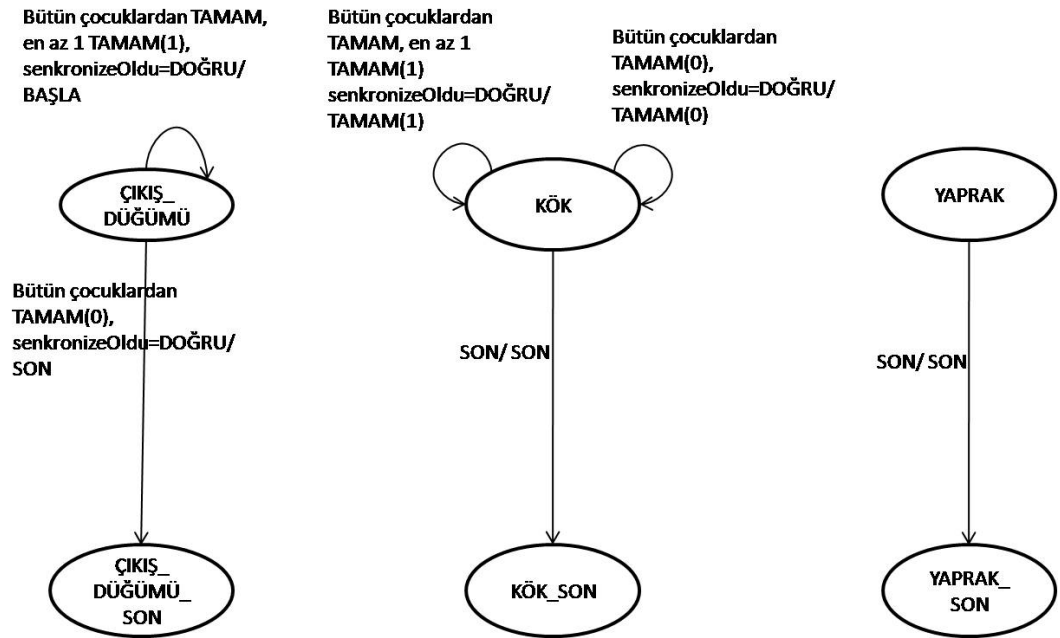 Bütün çocuklardan TAMAM,
en az 1 TAMAM(1),
senkronizeOldu=DOĞRU/
BAŞLA
Bütün çocuklardan
TAMAM, en az 1
TAMAM(1)
senkronizeOldu=DOĞRU/
TAMAM(1)
Bütün çocuklardan
TAMAM(0),
senkronizeOldu=DOĞRU/
TAMAM(0)
ÇIKIŞ_
DÜĞÜMÜ
KÖK
YAPRAK
Bütün çocuklardan
TAMAM(0),
senkronizeOldu=DOĞRU/
SON
SON/ SON
SON/ SON
ÇIKIŞ_
DÜĞÜMÜ_
SON
KÖK_SON
YAPRAK_
SON